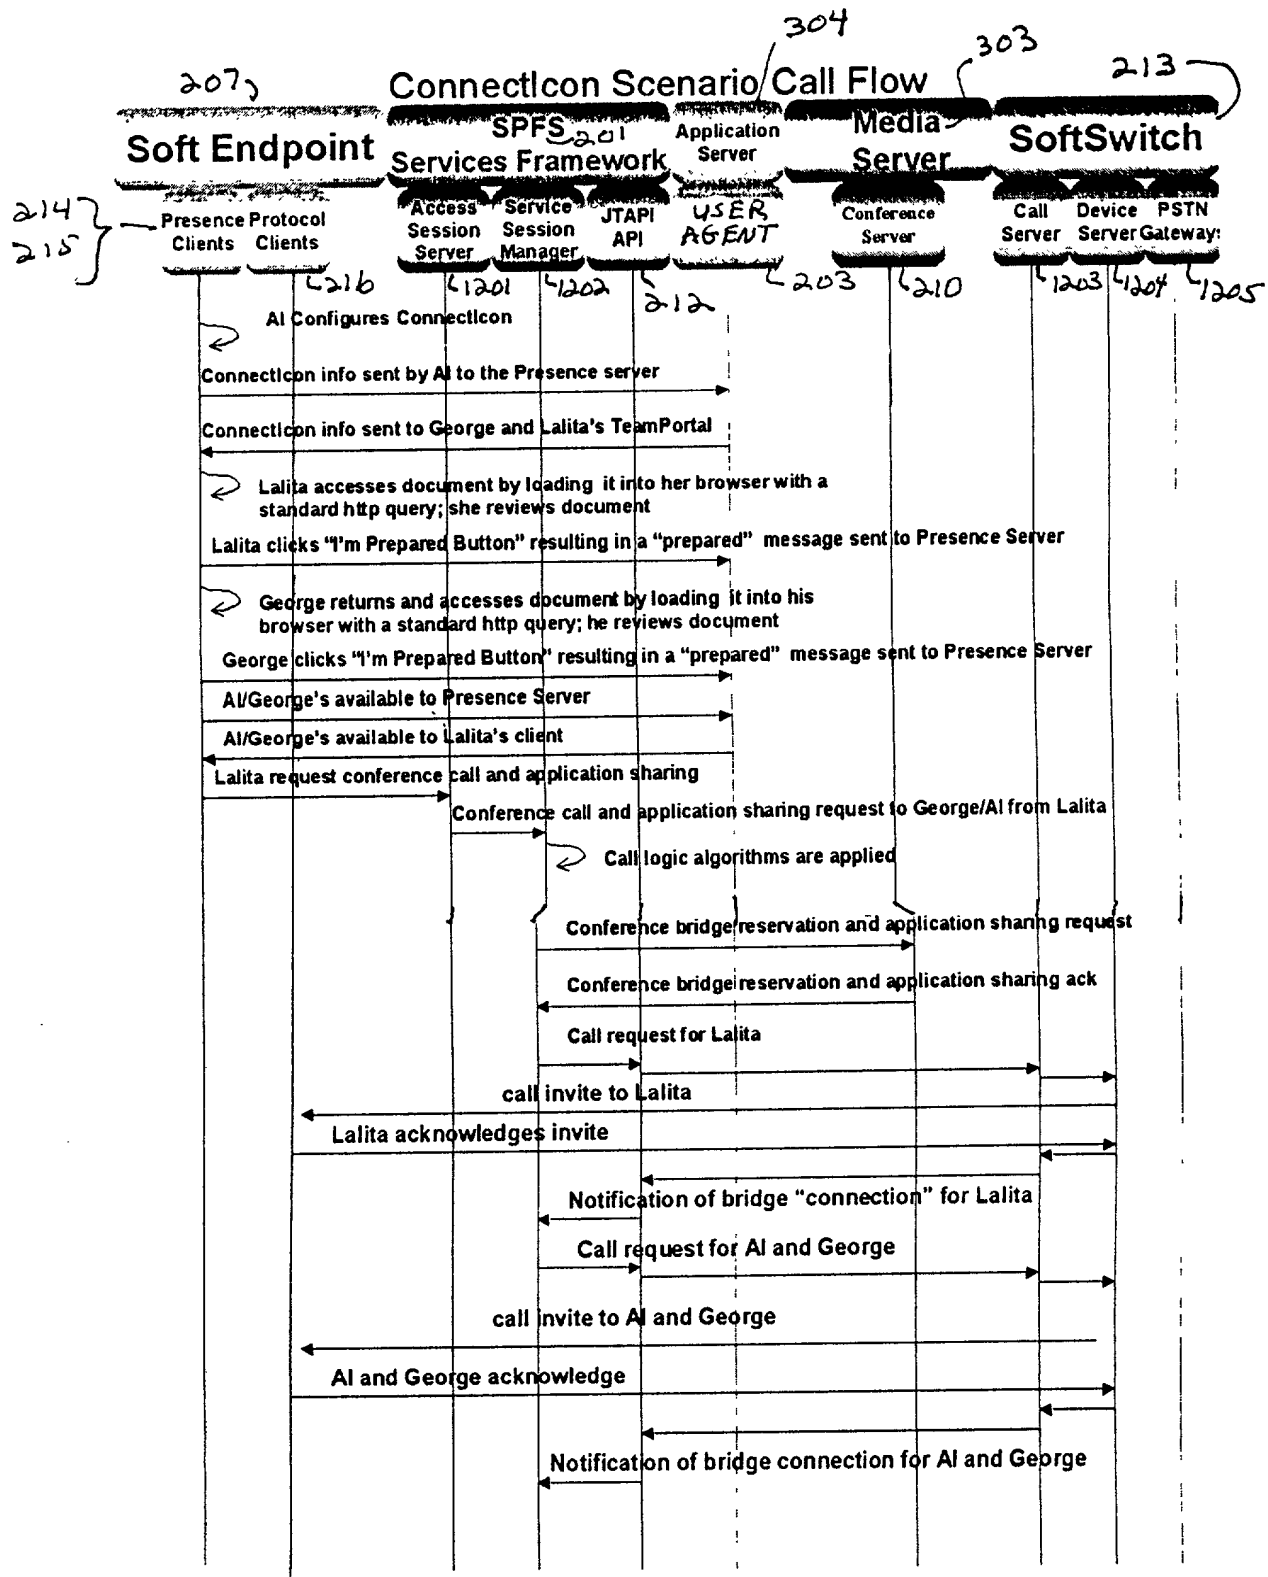 304
303
207
ConnectIcon Scenario Call Flow
213
Soft Endpoint
SPFS 201
Services Framework
Application
Server
Media
Server
SoftSwitch
214
215
Presence
Clients
Protocol
Clients
Access
Session
Server
Service
Session
Manager
JTAPI
API
USER
AGENT
Conference
Server
Call
Server
Device
Server
PSTN
Gateway:
216
1201
1202
212
203
210
1203
1204
1205
Al Configures ConnectIcon
ConnectIcon info sent by Al to the Presence server
ConnectIcon info sent to George and Lalita's TeamPortal
Lalita accesses document by loading it into her browser with a
standard http query; she reviews document
Lalita clicks "I'm Prepared Button" resulting in a "prepared" message sent to Presence Server
George returns and accesses document by loading it into his
browser with a standard http query; he reviews document
George clicks "I'm Prepared Button" resulting in a "prepared" message sent to Presence Server
Al/George's available to Presence Server
Al/George's available to Lalita's client
Lalita request conference call and application sharing
Conference call and application sharing request to George/Al from Lalita
Call logic algorithms are applied
Conference bridge reservation and application sharing request
Conference bridge reservation and application sharing ack
Call request for Lalita
call invite to Lalita
Lalita acknowledges invite
Notification of bridge "connection" for Lalita
Call request for Al and George
call invite to Al and George
Al and George acknowledge
Notification of bridge connection for Al and George